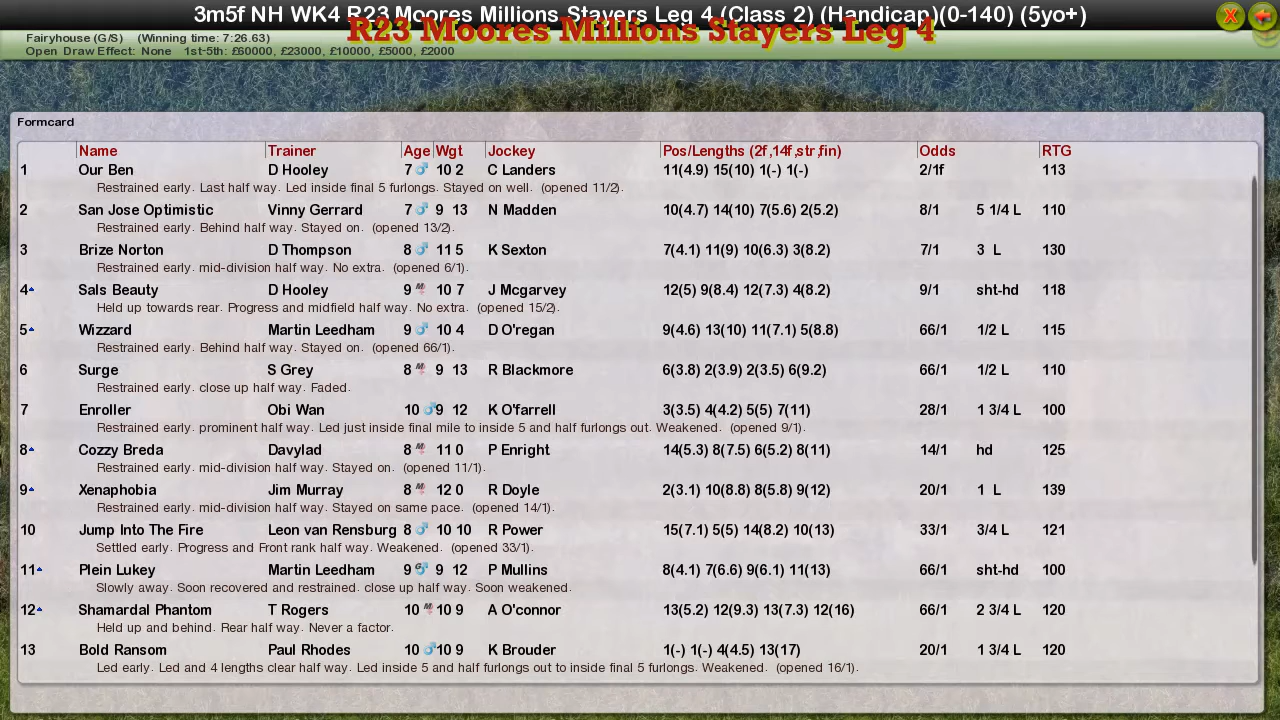 3m5f NH WK4 R23 Moores Millions Stayers Leg 4 (Class 2) (Handicap)(0-140) (5yo+)
R23 Moores Millions Stayers Leg 4
Fairyhouse (G/S) (Winning time: 7:26.63)
Open Draw Effect: None 1st-5th: £60000, £23000, £10000, £5000, £2000
Formcard
Name Trainer Age Wgt Jockey Pos/Lengths (2f,14f,str,fin) Odds RTG
1 Our Ben D Hooley 7 10 2 C Landers 11(4.9) 15(10) 1(-) 1(-) 2/1f 113
Restrained early. Last half way. Led inside final 5 furlongs. Stayed on well. (opened 11/2).
2 San Jose Optimistic Vinny Gerrard 7 9 13 N Madden 10(4.7) 14(10) 7(5.6) 2(5.2) 8/1 5 1/4 L 110
Restrained early. Behind half way. Stayed on. (opened 13/2).
3 Brize Norton D Thompson 8 11 5 K Sexton 7(4.1) 11(9) 10(6.3) 3(8.2) 7/1 3 L 130
Restrained early. mid-division half way. No extra. (opened 6/1).
4 Sals Beauty D Hooley 9 10 7 J Mcgarvey 12(5) 9(8.4) 12(7.3) 4(8.2) 9/1 sht-hd 118
Held up towards rear. Progress and midfield half way. No extra. (opened 15/2).
5 Wizzard Martin Leedham 9 10 4 D O'regan 9(4.6) 13(10) 11(7.1) 5(8.8) 66/1 1/2 L 115
Restrained early. Behind half way. Stayed on. (opened 66/1).
6 Surge S Grey 8 9 13 R Blackmore 6(3.8) 2(3.9) 2(3.5) 6(9.2) 66/1 1/2 L 110
Restrained early. close up half way. Faded.
7 Enroller Obi Wan 10 9 12 K O'farrell 3(3.5) 4(4.2) 5(5) 7(11) 28/1 1 3/4 L 100
Restrained early. prominent half way. Led just inside final mile to inside 5 and half furlongs out. Weakened. (opened 9/1).
8 Cozzy Breda Davylad 8 11 0 P Enright 14(5.3) 8(7.5) 6(5.2) 8(11) 14/1 hd 125
Restrained early. mid-division half way. Stayed on. (opened 11/1).
9 Xenaphobia Jim Murray 8 12 0 R Doyle 2(3.1) 10(8.8) 8(5.8) 9(12) 20/1 1 L 139
Restrained early. mid-division half way. Stayed on same pace. (opened 14/1).
10 Jump Into The Fire Leon van Rensburg 8 10 10 R Power 15(7.1) 5(5) 14(8.2) 10(13) 33/1 3/4 L 121
Settled early. Progress and Front rank half way. Weakened. (opened 33/1).
11 Plein Lukey Martin Leedham 9 9 12 P Mullins 8(4.1) 7(6.6) 9(6.1) 11(13) 66/1 sht-hd 100
Slowly away. Soon recovered and restrained. close up half way. Soon weakened.
12 Shamardal Phantom T Rogers 10 10 9 A O'connor 13(5.2) 12(9.3) 13(7.3) 12(16) 66/1 2 3/4 L 120
Held up and behind. Rear half way. Never a factor.
13 Bold Ransom Paul Rhodes 10 10 9 K Brouder 1(-) 1(-) 4(4.5) 13(17) 20/1 1 3/4 L 120
Led early. Led and 4 lengths clear half way. Led inside 5 and half furlongs out to inside final 5 furlongs. Weakened. (opened 16/1).